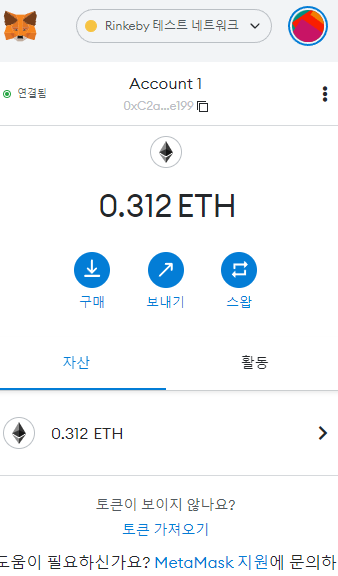 Rinkeby 테스트 네트워크
연결됨
Account 1
0xC2a...e199
0.312 ETH
구매 보내기 스왑
자산 활동
0.312 ETH
토큰이 보이지 않나요?
토큰 가져오기
도움이 필요하신가요? MetaMask 지원에 문의하